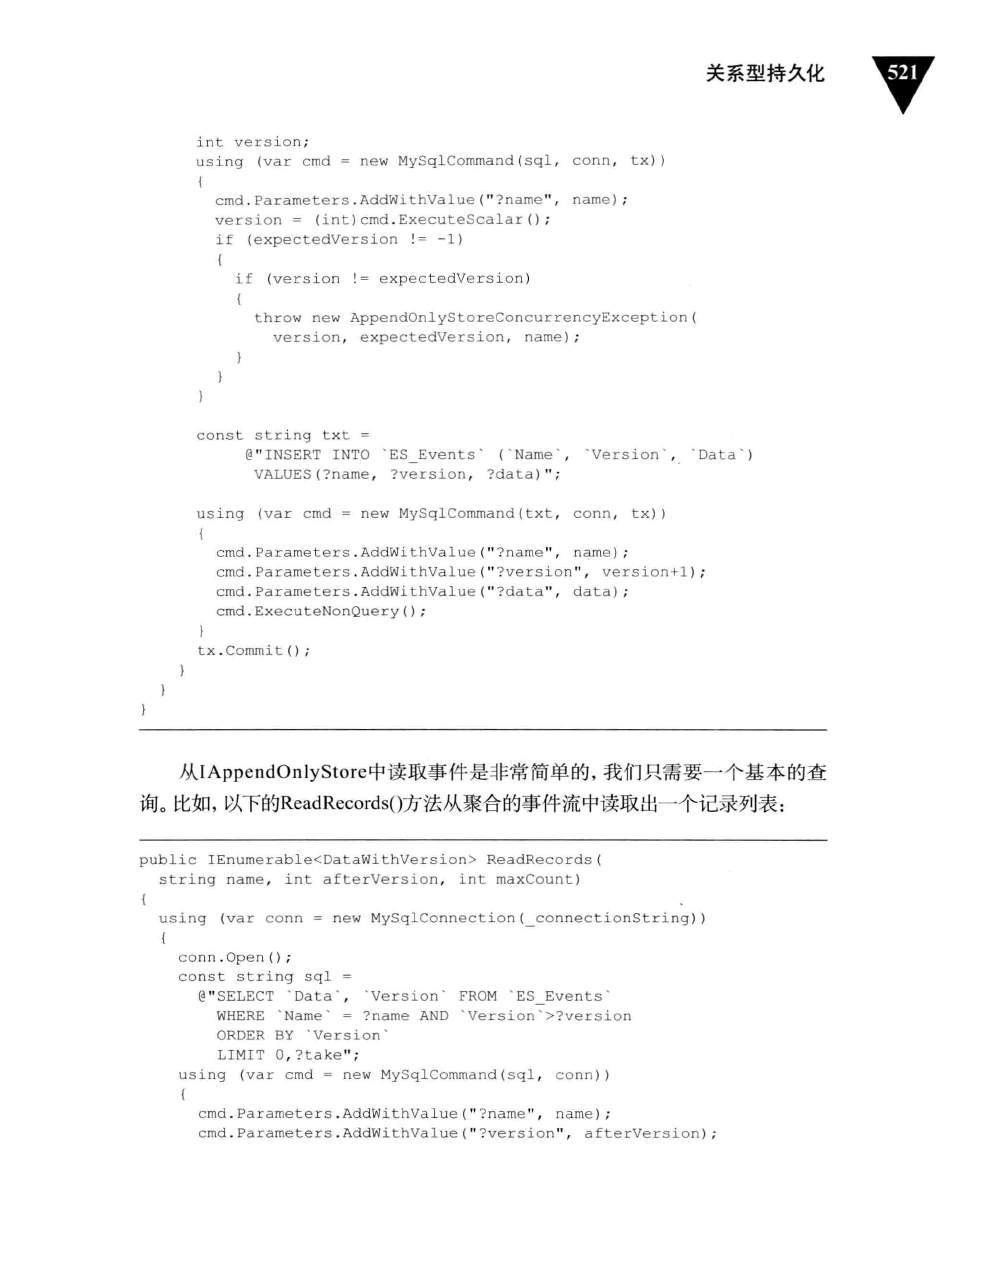 关系型持久化 521
int version;
using (var cmd = new MySqlCommand(sql, conn, tx))
{
cmd.Parameters.AddWithValue("?name", name);
version = (int)cmd.ExecuteScalar();
if (expectedVersion != -1)
{
if (version != expectedVersion)
{
throw new AppendOnlyStoreConcurrencyException(
version, expectedVersion, name);
}
}
}
const string txt =
@"INSERT INTO `ES_Events` (`Name`, `Version`, `Data`)
VALUES(?name, ?version, ?data)";
using (var cmd = new MySqlCommand(txt, conn, tx))
{
cmd.Parameters.AddWithValue("?name", name);
cmd.Parameters.AddWithValue("?version", version+1);
cmd.Parameters.AddWithValue("?data", data);
cmd.ExecuteNonQuery();
}
tx.Commit();
}
}
}
从IAppendOnlyStore中读取事件是非常简单的，我们只需要一个基本的查
询。比如，以下的ReadRecords()方法从聚合的事件流中读取出一个记录列表：
public IEnumerable<DataWithVersion> ReadRecords(
string name, int afterVersion, int maxCount)
{
using (var conn = new MySqlConnection(_connectionString))
{
conn.Open();
const string sql =
@"SELECT `Data`, `Version` FROM `ES_Events`
WHERE `Name` = ?name AND `Version`>?version
ORDER BY `Version`
LIMIT 0,?take";
using (var cmd = new MySqlCommand(sql, conn))
{
cmd.Parameters.AddWithValue("?name", name);
cmd.Parameters.AddWithValue("?version", afterVersion);